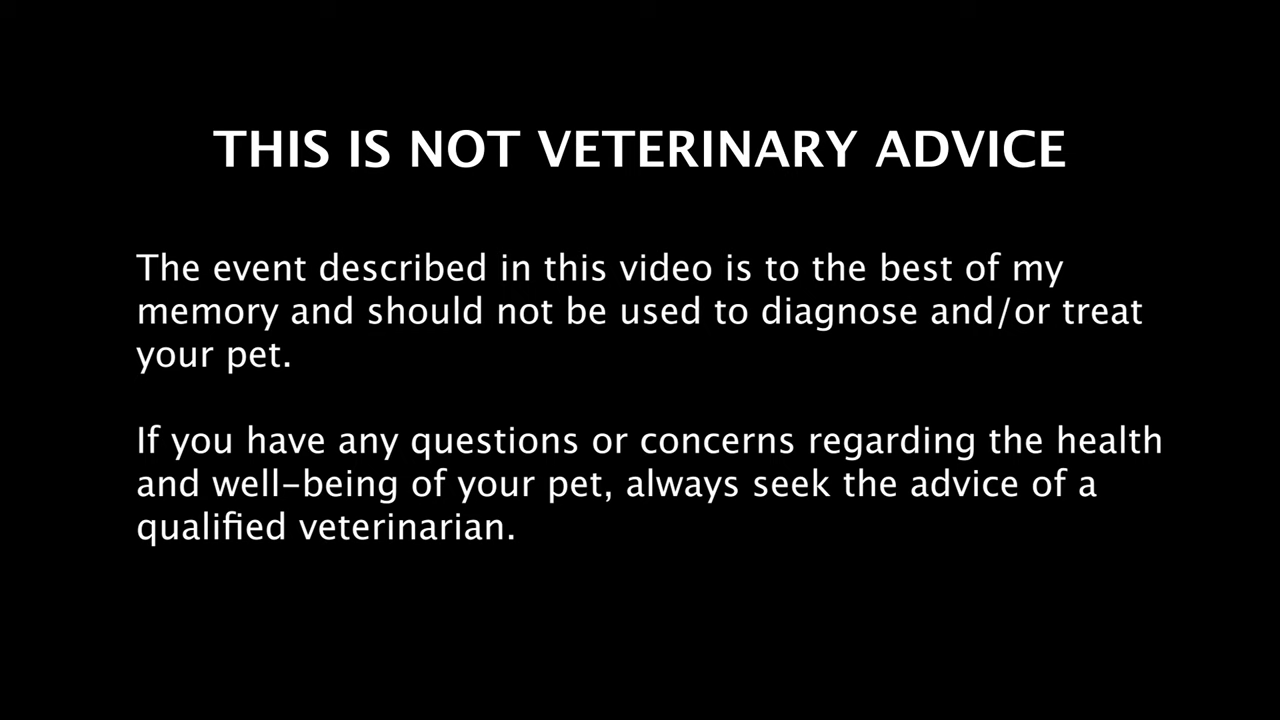 THIS IS NOT VETERINARY ADVICE
The event described in this video is to the best of my
memory and should not be used to diagnose and/or treat
your pet.
If you have any questions or concerns regarding the health
and well-being of your pet, always seek the advice of a
qualified veterinarian.